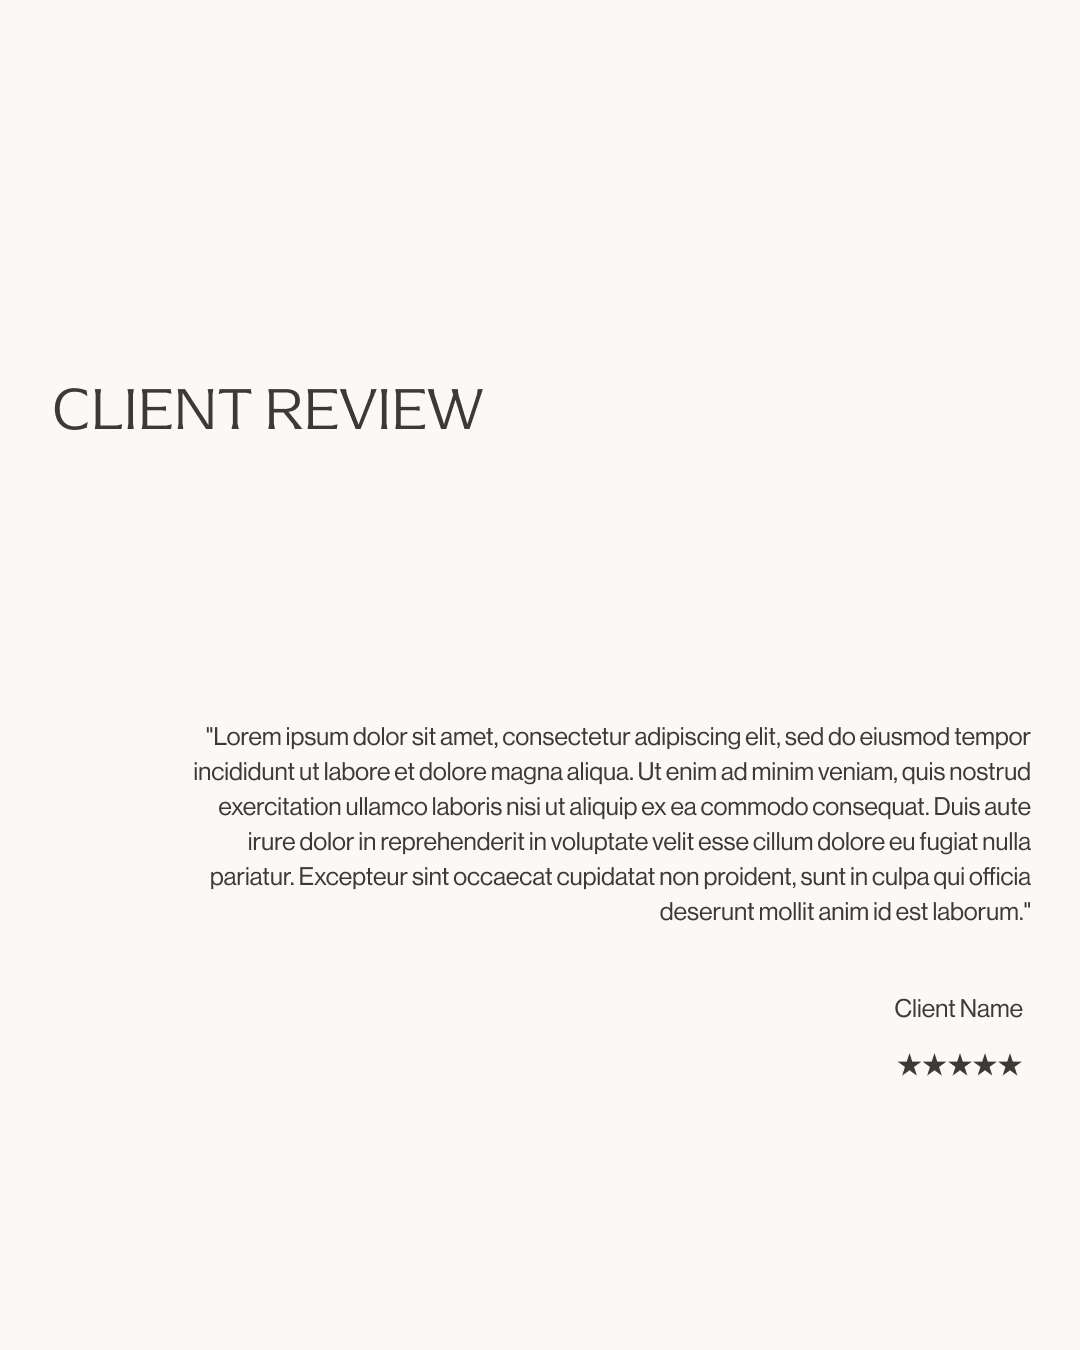 CLIENT REVIEW
"Lorem ipsum dolor sit amet, consectetur adipiscing elit, sed do eiusmod tempor
incididunt ut labore et dolore magna aliqua. Ut enim ad minim veniam, quis nostrud
exercitation ullamco laboris nisi ut aliquip ex ea commodo consequat. Duis aute
irure dolor in reprehenderit in voluptate velit esse cillum dolore eu fugiat nulla
pariatur. Excepteur sint occaecat cupidatat non proident, sunt in culpa qui officia
deserunt mollit anim id est laborum."
Client Name
★★★★★